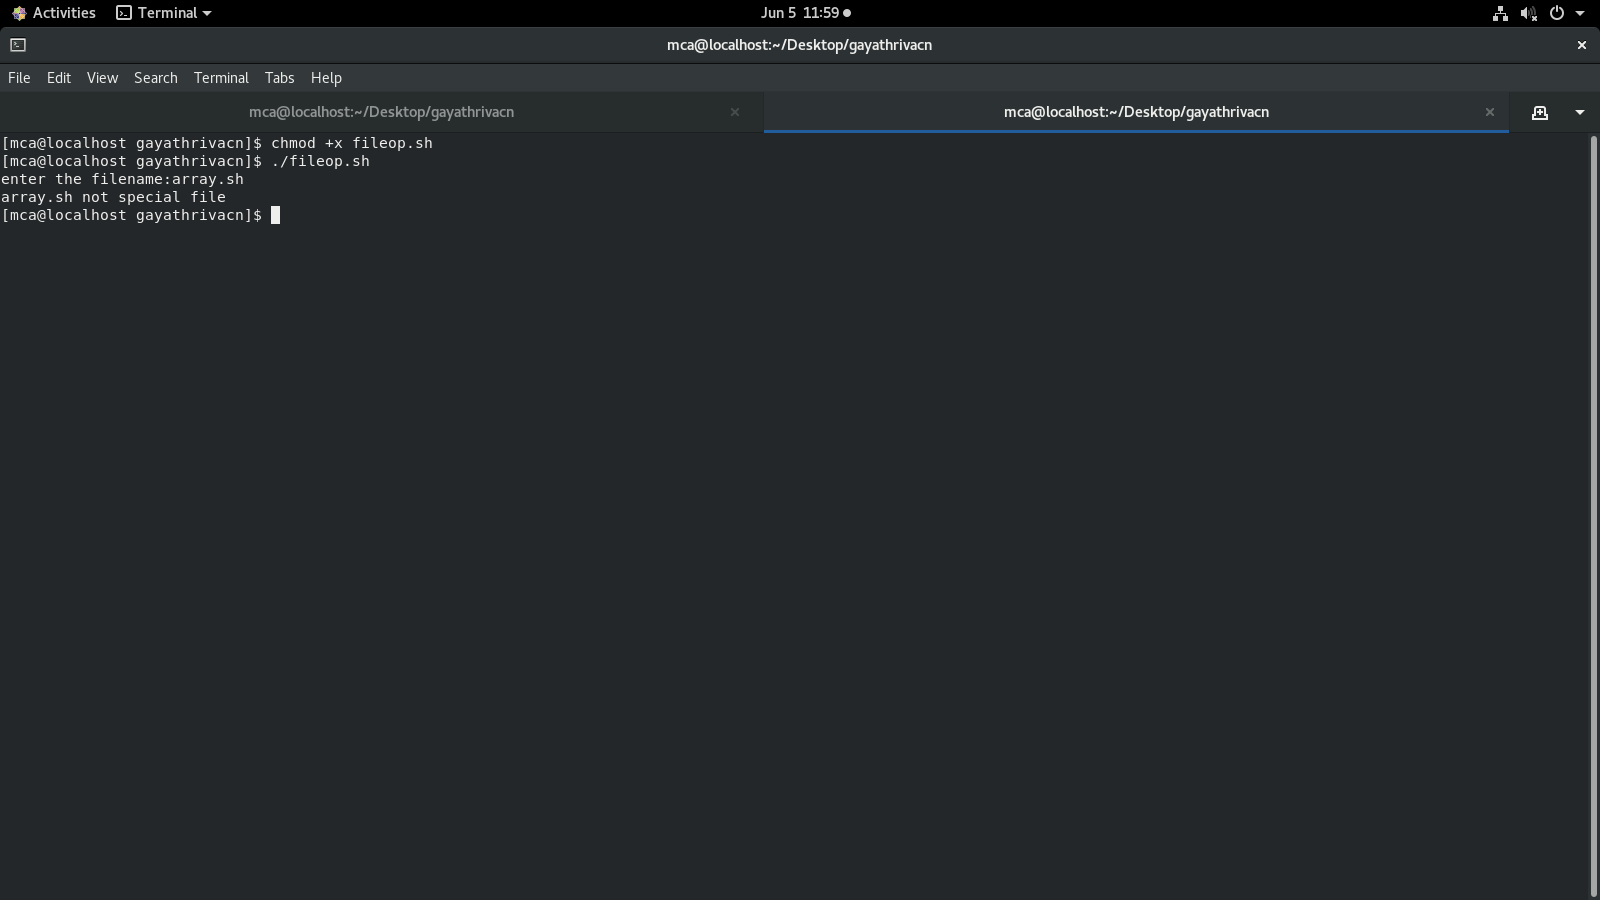 Activities Terminal Jun 5 11:59
mca@localhost:~/Desktop/gayathrivacn
File Edit View Search Terminal Tabs Help
mca@localhost:~/Desktop/gayathrivacn mca@localhost:~/Desktop/gayathrivacn
[mca@localhost gayathrivacn]$ chmod +x fileop.sh
[mca@localhost gayathrivacn]$ ./fileop.sh
enter the filename:array.sh
array.sh not special file
[mca@localhost gayathrivacn]$